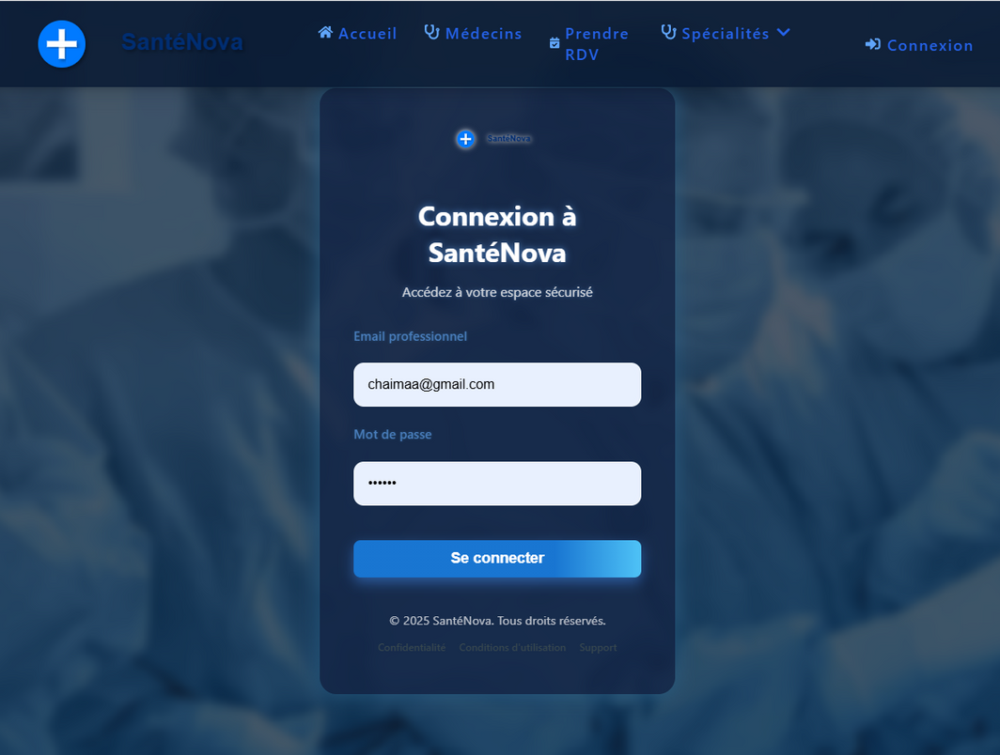 SantéNova
Accueil
Médecins
Prendre
RDV
Spécialités
Connexion
SantéNova
Connexion à
SantéNova
Accédez à votre espace sécurisé
Email professionnel
chaimaa@gmail.com
Mot de passe
••••••
Se connecter
© 2025 SantéNova. Tous droits réservés.
Confidentialité Conditions d'utilisation Support